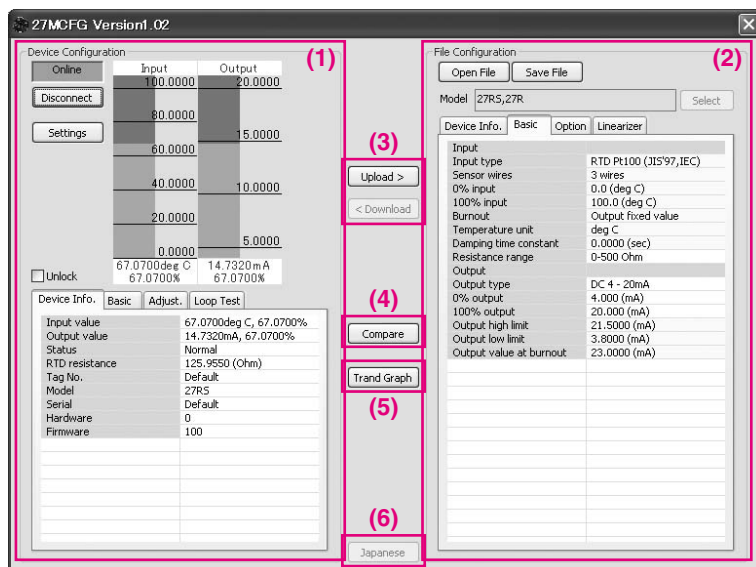 27MCFG Version1.02
Device Configuration
(1)
Online
Disconnect
Settings
Input Output
100.0000 20.0000
80.0000
15.0000
60.0000
40.0000
10.0000
20.0000
5.0000
0.0000
67.0700deg C 14.7320mA
67.0700% 67.0700%
Unlock
Device Info. Basic Adjust. Loop Test
Input value 67.0700deg C, 67.0700%
Output value 14.7320mA, 67.0700%
Status Normal
RTD resistance 125.9550 (Ohm)
Tag No. Default
Model 27RS
Serial Default
Hardware 0
Firmware 100
(3)
Upload >
< Download
(4)
Compare
Trand Graph
(5)
(6)
Japanese
File Configuration
(2)
Open File Save File
Model 27RS,27R Select
Device Info. Basic Option Linearizer
Input
Input type RTD Pt100 (JIS'97,IEC)
Sensor wires 3 wires
0% input 0.0 (deg C)
100% input 100.0 (deg C)
Burnout Output fixed value
Temperature unit deg C
Damping time constant 0.0000 (sec)
Resistance range 0-500 Ohm
Output
Output type DC 4 - 20mA
0% output 4.000 (mA)
100% output 20.000 (mA)
Output high limit 21.5000 (mA)
Output low limit 3.8000 (mA)
Output value at burnout 23.0000 (mA)